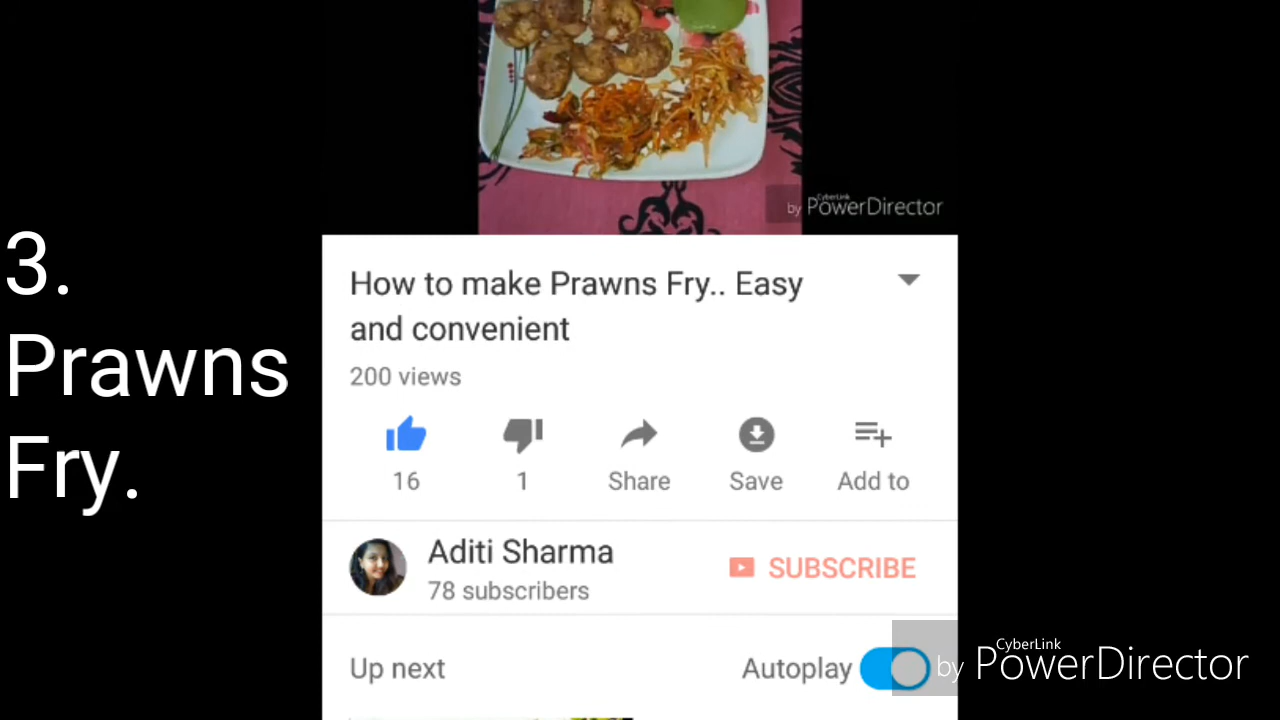 by CyberLink PowerDirector
3.
Prawns
Fry.
How to make Prawns Fry.. Easy
and convenient
200 views
16
1
Share
Save
Add to
Aditi Sharma
78 subscribers
SUBSCRIBE
Up next
Autoplay
by CyberLink PowerDirector